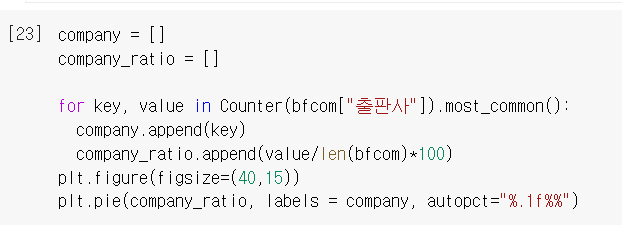 [23] company = []
company_ratio = []
for key, value in Counter(bfcom["출판사"]).most_common():
  company.append(key)
  company_ratio.append(value/len(bfcom)*100)
plt.figure(figsize=(40,15))
plt.pie(company_ratio, labels = company, autopct="%.1f%%")